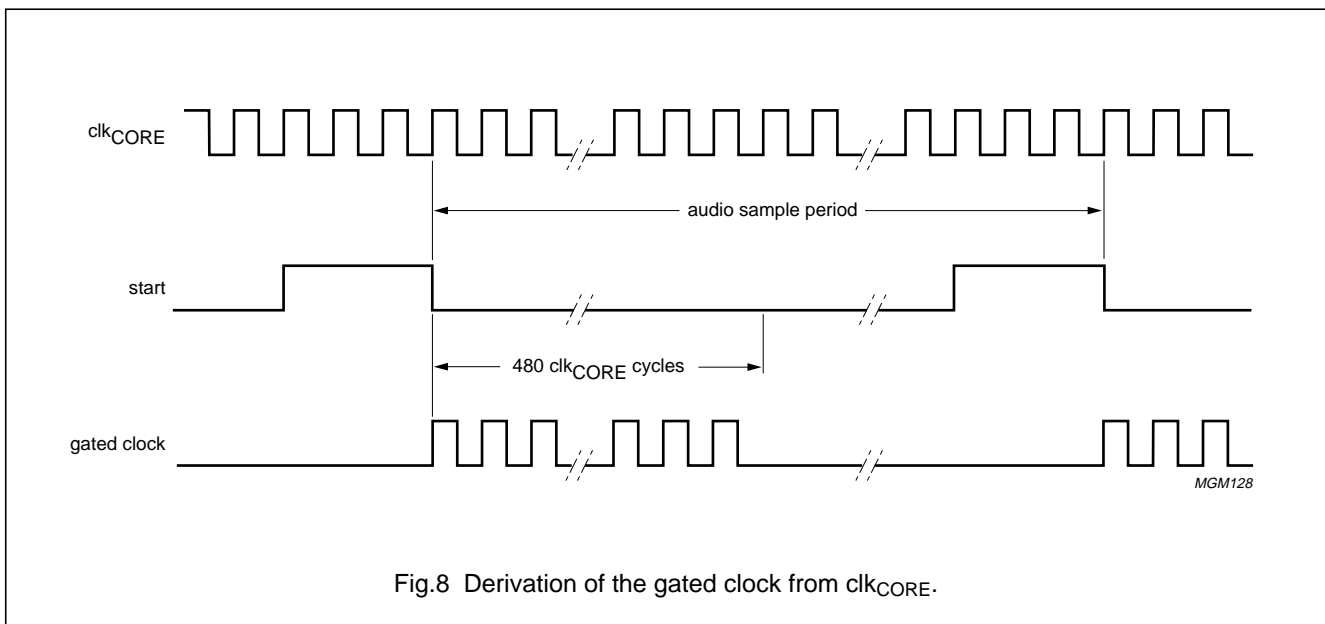 clkCORE
audio sample period
start
480 clkCORE cycles
gated clock
MGM128
Fig.8 Derivation of the gated clock from clkCORE.